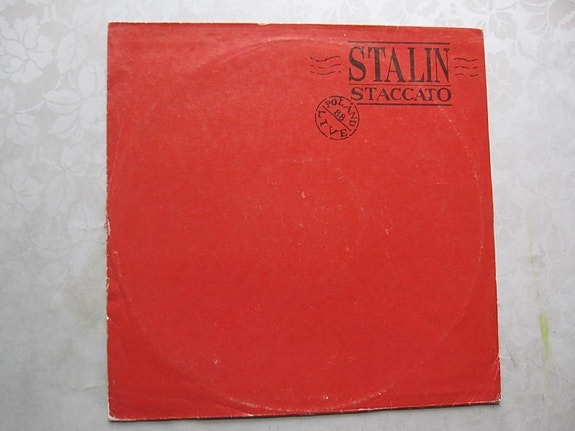 STALIN
STACCATO
POLAND
88
LIVE